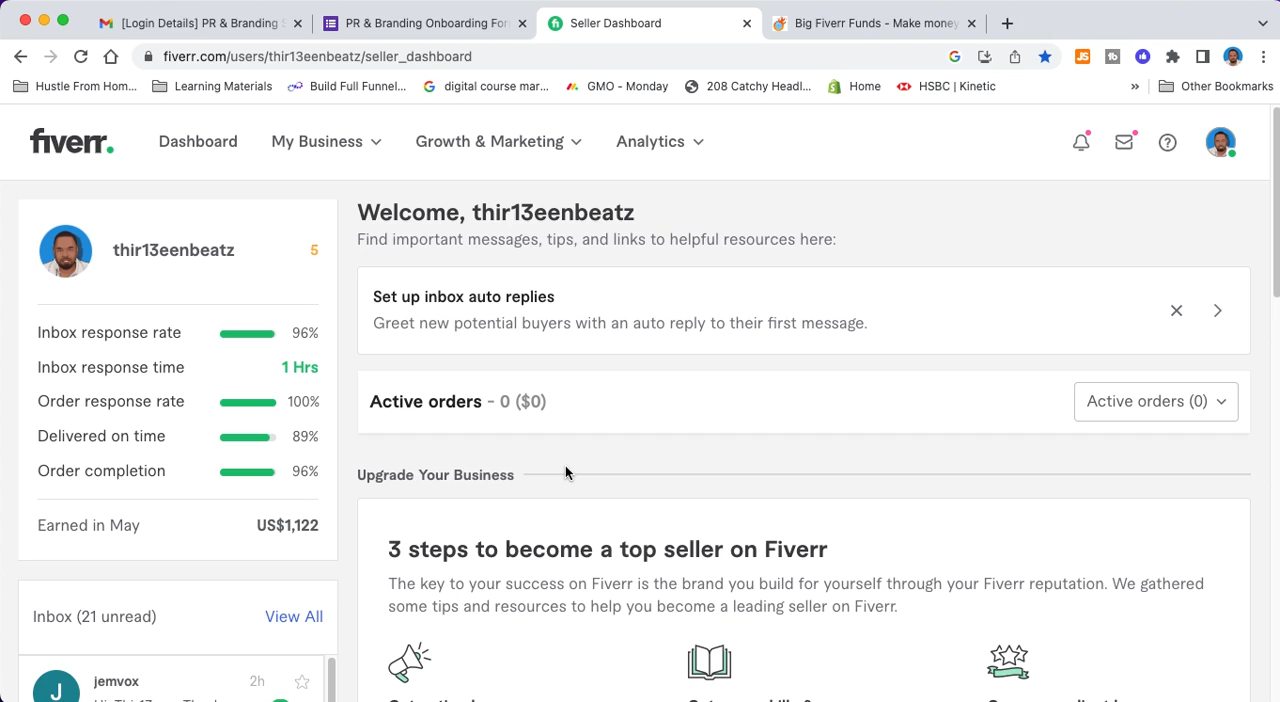 [Login Details] PR & Branding S
PR & Branding Onboarding For
Seller Dashboard
Big Fiverr Funds - Make money
fiverr.com/users/thir13eenbeatz/seller_dashboard
Hustle From Hom...
Learning Materials
Build Full Funnel...
digital course mar...
GMO - Monday
208 Catchy Headl...
Home
HSBC | Kinetic
»
Other Bookmarks
fiverr.
Dashboard
My Business
Growth & Marketing
Analytics
thir13eenbeatz 5
Inbox response rate 96%
Inbox response time 1 Hrs
Order response rate 100%
Delivered on time 89%
Order completion 96%
Earned in May US$1,122
Inbox (21 unread) View All
J
jemvox 2h
Welcome, thir13eenbeatz
Find important messages, tips, and links to helpful resources here:
Set up inbox auto replies
Greet new potential buyers with an auto reply to their first message.
Active orders - 0 ($0)
Active orders (0)
Upgrade Your Business
3 steps to become a top seller on Fiverr
The key to your success on Fiverr is the brand you build for yourself through your Fiverr reputation. We gathered
some tips and resources to help you become a leading seller on Fiverr.